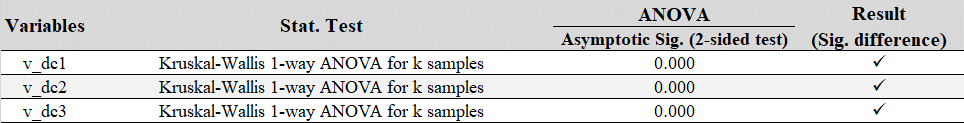 Variables Stat. Test ANOVA Result
Asymptotic Sig. (2-sided test) (Sig. difference)
v_dc1 Kruskal-Wallis 1-way ANOVA for k samples 0.000 ✓
v_dc2 Kruskal-Wallis 1-way ANOVA for k samples 0.000 ✓
v_dc3 Kruskal-Wallis 1-way ANOVA for k samples 0.000 ✓